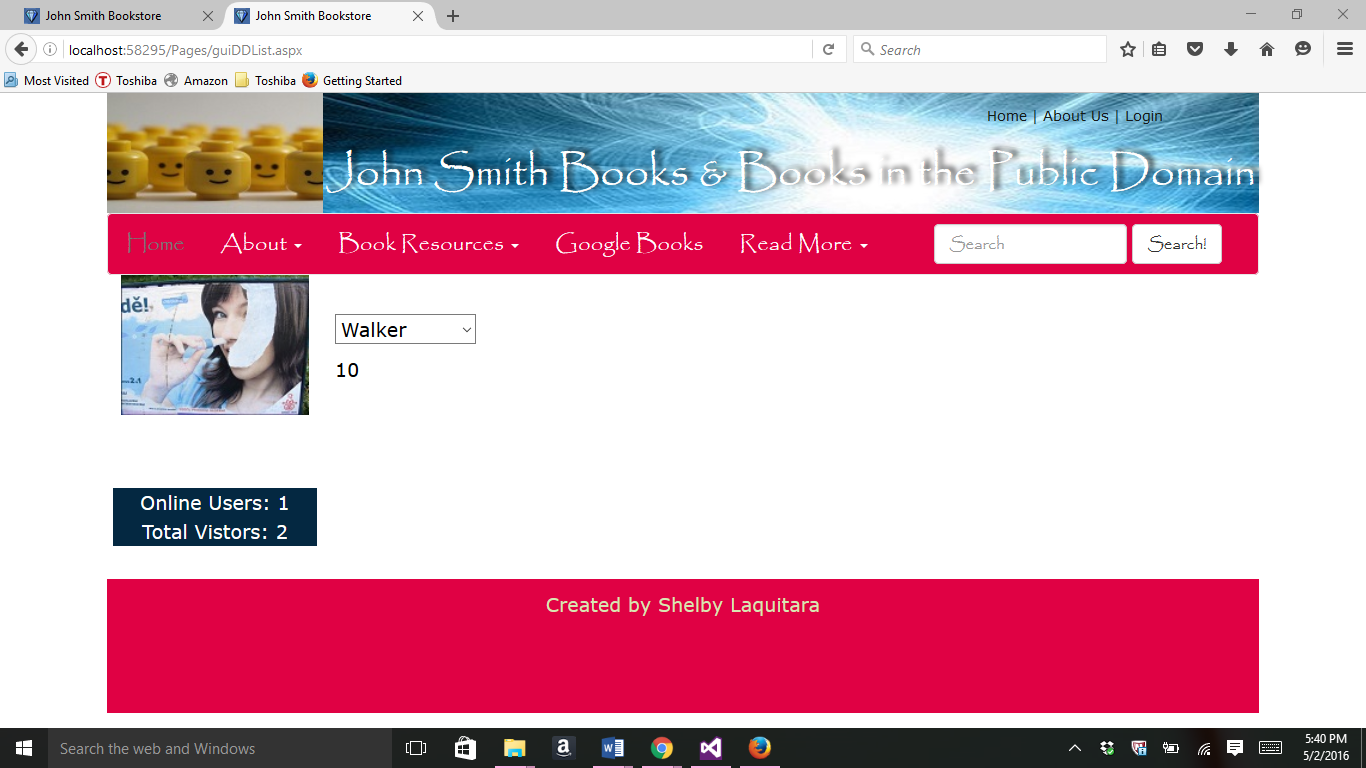 John Smith Bookstore
John Smith Bookstore
localhost:58295/Pages/guiDDList.aspx
Search
Most Visited
Toshiba
Amazon
Toshiba
Getting Started
Home | About Us | Login
John Smith Books & Books in the Public Domain
Home
About
Book Resources
Google Books
Read More
Search
Search!
dě!
Walker
10
Online Users: 1
Total Vistors: 2
Created by Shelby Laquitara
Search the web and Windows
5:40 PM
5/2/2016